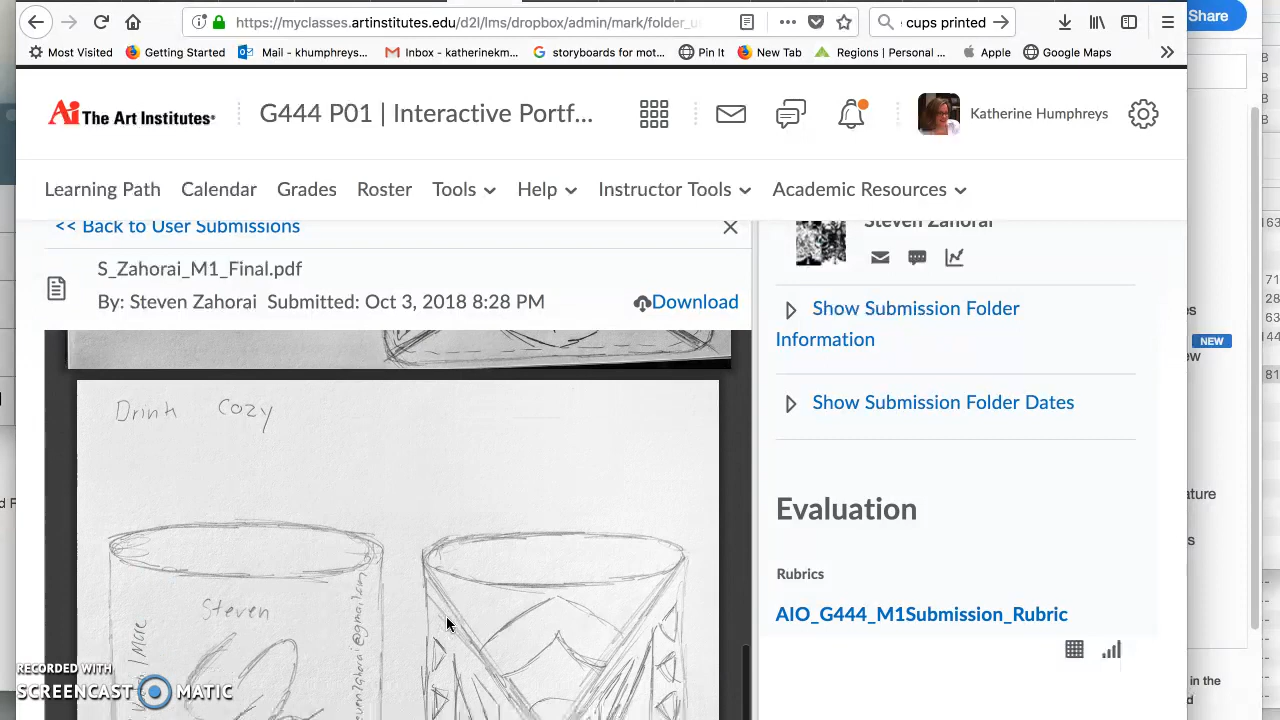 https://myclasses.artinstitutes.edu/d2l/lms/dropbox/admin/mark/folder_u
cups printed
Share
Most Visited
Getting Started
Mail - khumphreys...
Inbox - katherinekm...
storyboards for mot...
Pin It
New Tab
Regions | Personal ...
Apple
Google Maps
Ai The Art Institutes
G444 P01 | Interactive Portf...
Katherine Humphreys
Learning Path
Calendar
Grades
Roster
Tools
Help
Instructor Tools
Academic Resources
<< Back to User Submissions
Steven Zahorai
S_Zahorai_M1_Final.pdf
By: Steven Zahorai Submitted: Oct 3, 2018 8:28 PM
Download
Show Submission Folder Information
NEW
Show Submission Folder Dates
Drink Cozy
Evaluation
Rubrics
AIO_G444_M1Submission_Rubric
Steven
RECORDED WITH
SCREENCAST MATIC
in the